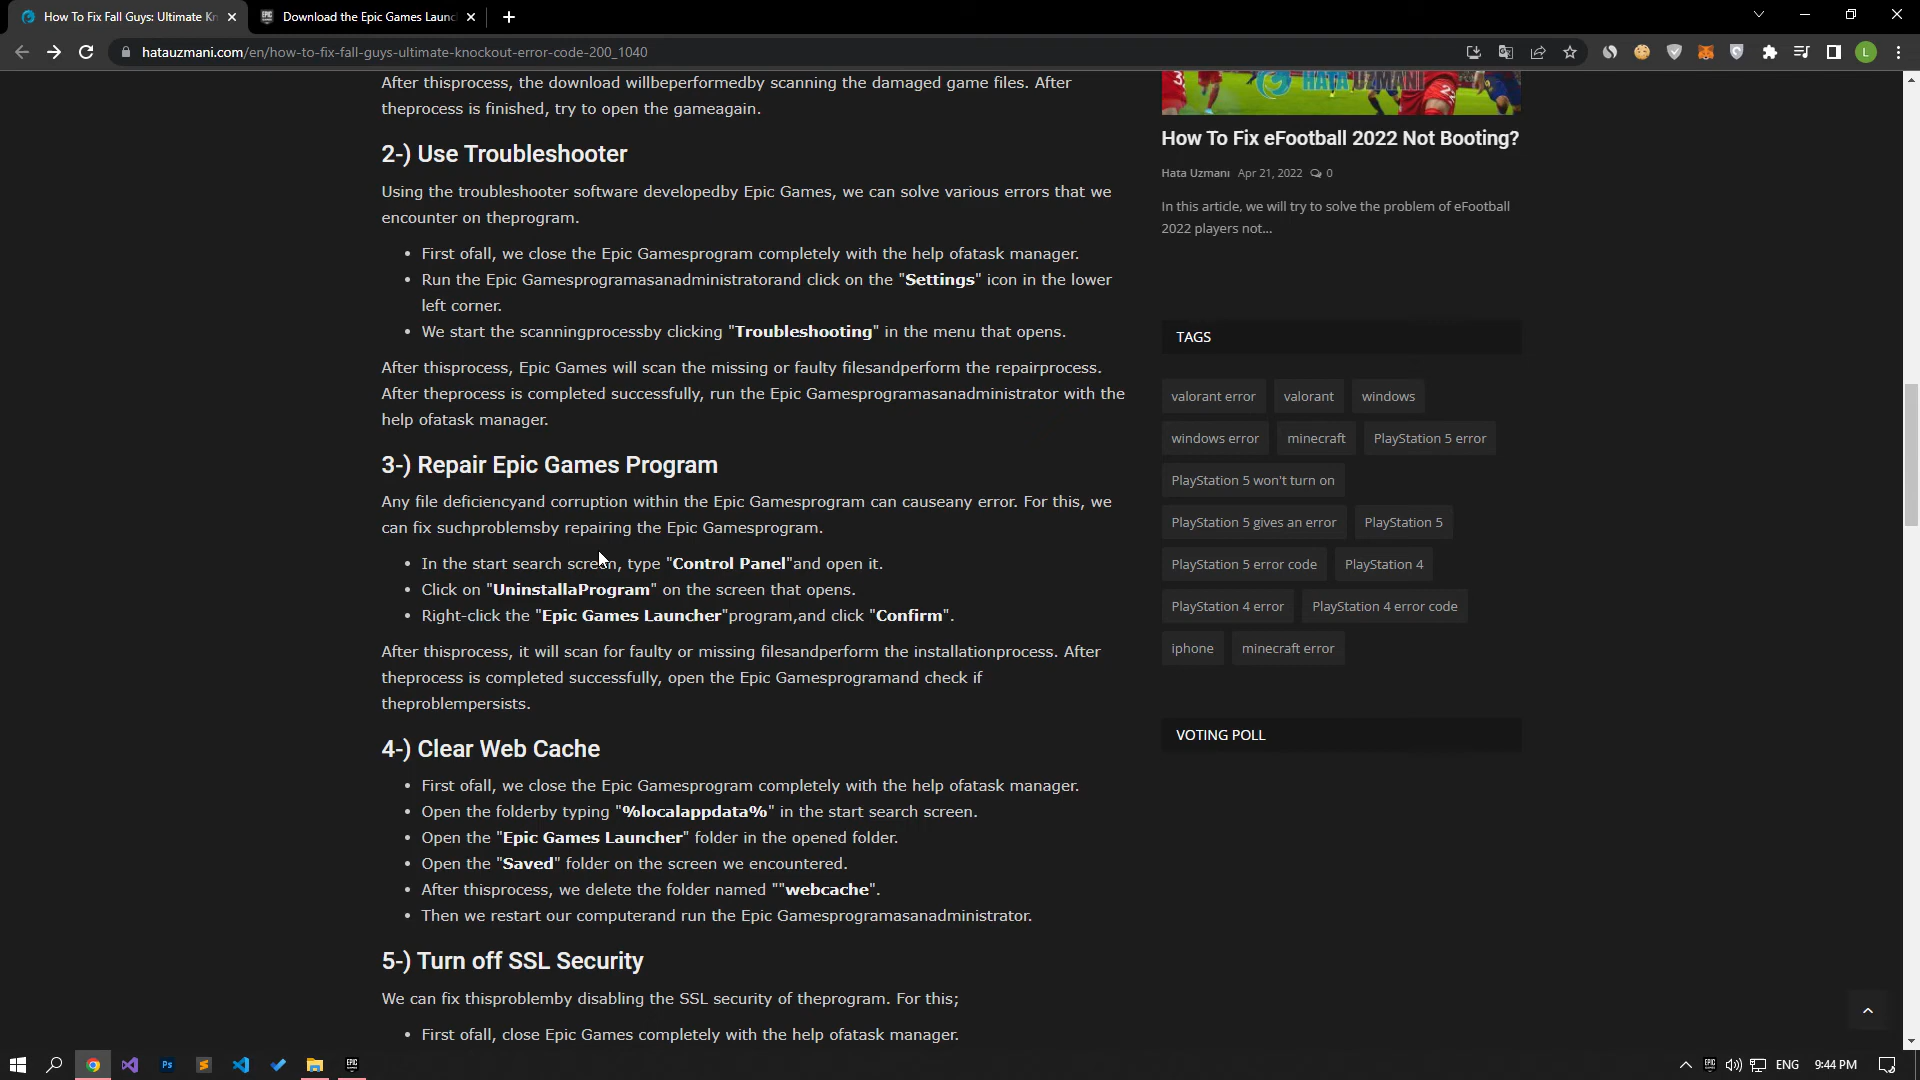 How To Fix Fall Guys: Ultimate Kn
Download the Epic Games Launc
hatauzmani.com/en/how-to-fix-fall-guys-ultimate-knockout-error-code-200_1040
L
After thisprocess, the download willbeperformedby scanning the damaged game files. After
theprocess is finished, try to open the gameagain.
2-) Use Troubleshooter
Using the troubleshooter software developedby Epic Games, we can solve various errors that we
encounter on theprogram.
• First ofall, we close the Epic Gamesprogram completely with the help ofatask manager.
• Run the Epic Gamesprogramasanadministratorand click on the "Settings" icon in the lower
left corner.
• We start the scanningprocessby clicking "Troubleshooting" in the menu that opens.
After thisprocess, Epic Games will scan the missing or faulty filesandperform the repairprocess.
After theprocess is completed successfully, run the Epic Gamesprogramasanadministrator with the
help ofatask manager.
3-) Repair Epic Games Program
Any file deficiencyand corruption within the Epic Gamesprogram can causeany error. For this, we
can fix suchproblemsby repairing the Epic Gamesprogram.
• In the start search screen, type "Control Panel"and open it.
• Click on "UninstallaProgram" on the screen that opens.
• Right-click the "Epic Games Launcher"program,and click "Confirm".
After thisprocess, it will scan for faulty or missing filesandperform the installationprocess. After
theprocess is completed successfully, open the Epic Gamesprogramand check if
theproblempersists.
4-) Clear Web Cache
• First ofall, we close the Epic Gamesprogram completely with the help ofatask manager.
• Open the folderby typing "%localappdata%" in the start search screen.
• Open the "Epic Games Launcher" folder in the opened folder.
• Open the "Saved" folder on the screen we encountered.
• After thisprocess, we delete the folder named ""webcache".
• Then we restart our computerand run the Epic Gamesprogramasanadministrator.
5-) Turn off SSL Security
We can fix thisproblemby disabling the SSL security of theprogram. For this;
• First ofall, close Epic Games completely with the help ofatask manager.
HATA UZMANI
How To Fix eFootball 2022 Not Booting?
Hata Uzmanı Apr 21, 2022 0
In this article, we will try to solve the problem of eFootball
2022 players not...
TAGS
valorant error valorant windows
windows error minecraft PlayStation 5 error
PlayStation 5 won't turn on
PlayStation 5 gives an error PlayStation 5
PlayStation 5 error code PlayStation 4
PlayStation 4 error PlayStation 4 error code
iphone minecraft error
VOTING POLL
ENG 9:44 PM